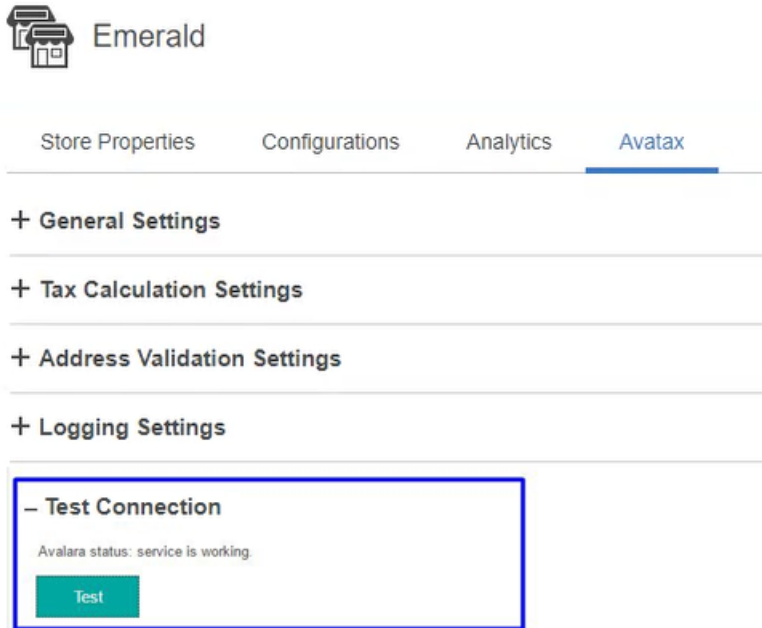 Emerald
Store Properties Configurations Analytics Avatax
+ General Settings
+ Tax Calculation Settings
+ Address Validation Settings
+ Logging Settings
– Test Connection
Avalara status: service is working.
Test